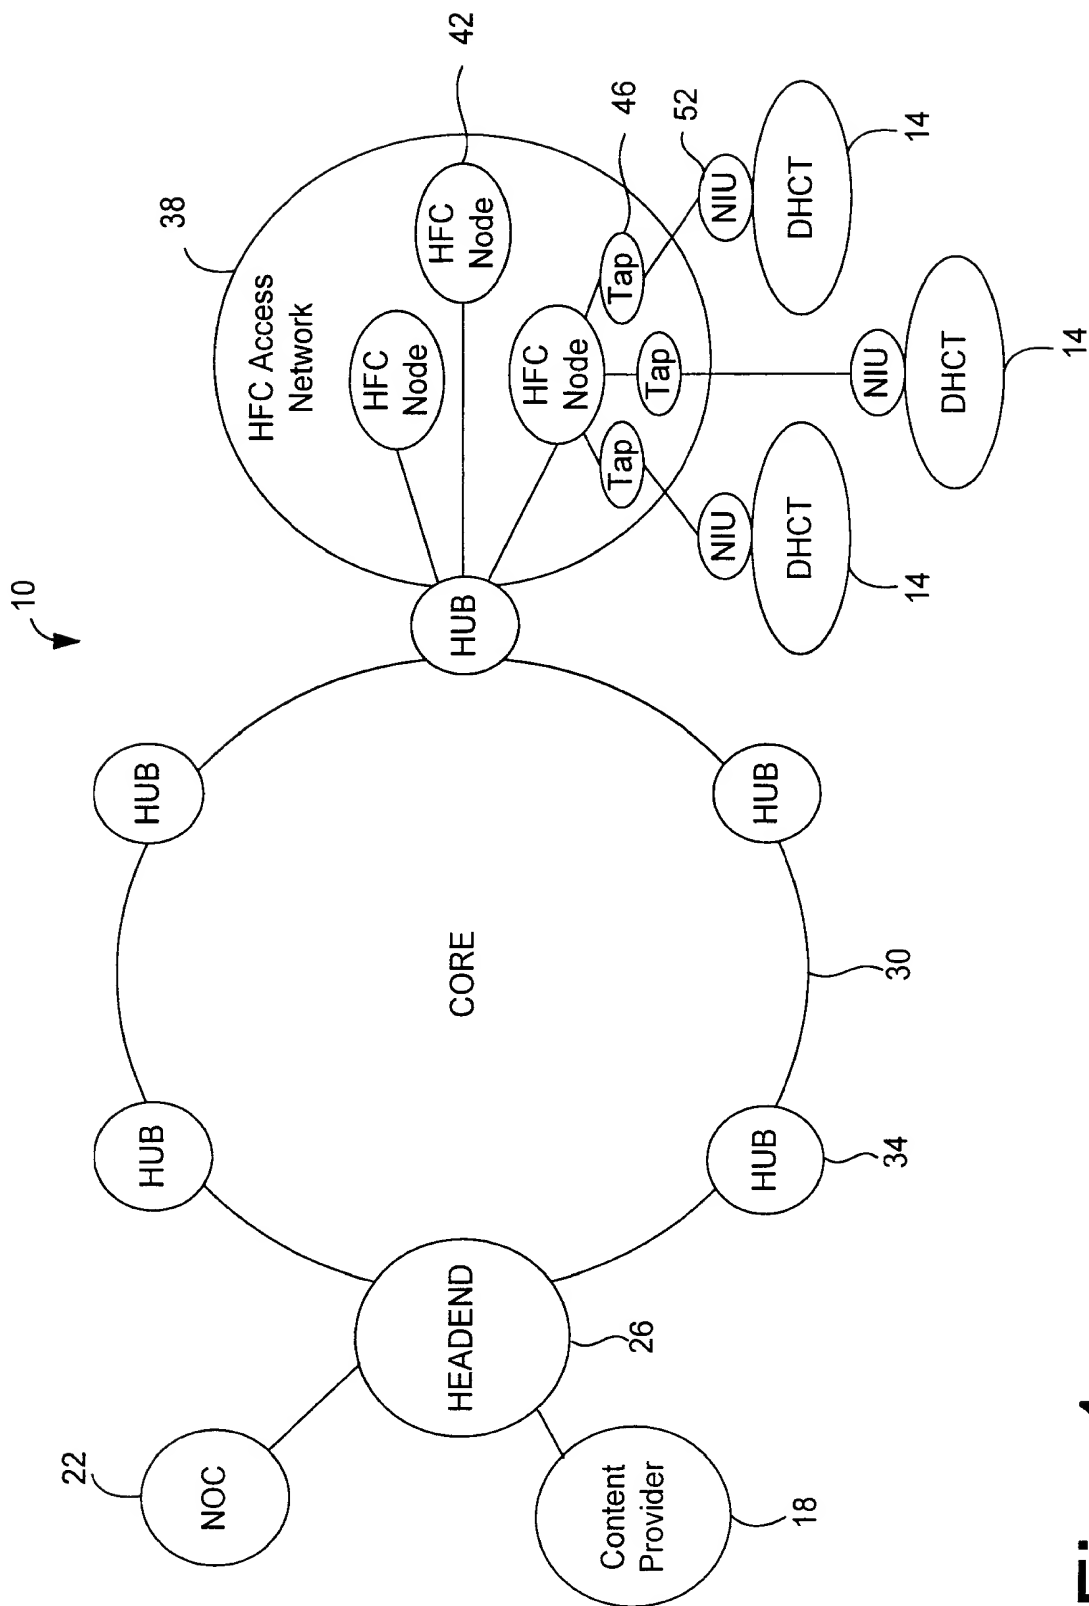 10
22
NOC
Content
Provider
18
HEADEND
26
HUB
HUB
34
CORE
30
HUB
HUB
HUB
38
HFC Access
Network
HFC
Node
HFC
Node
42
HFC
Node
Tap
Tap
Tap
46
NIU
DHCT
14
NIU
DHCT
14
NIU
52
DHCT
14